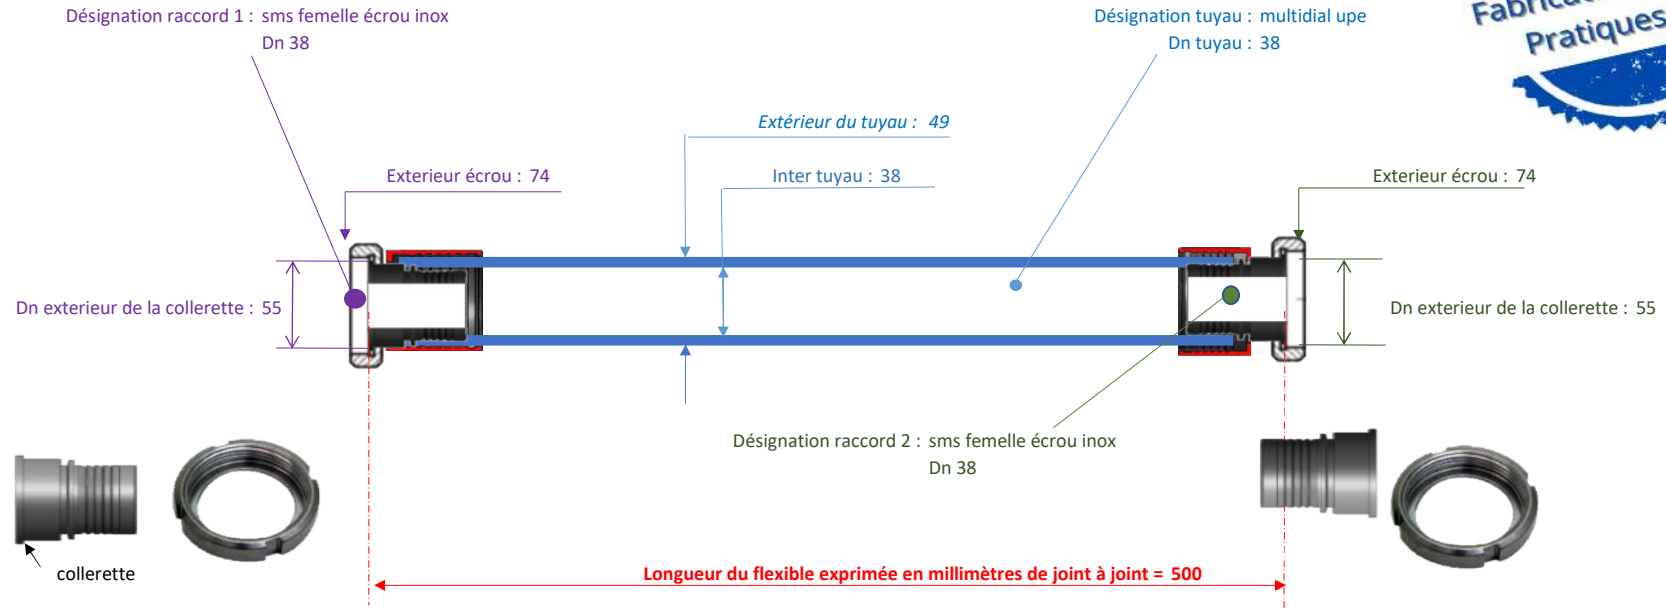 Désignation raccord 1 : sms femelle écrou inox
Dn 38
Désignation tuyau : multidial upe
Dn tuyau : 38
Pratiques
Extérieur du tuyau : 49
Exterieur écrou : 74
Inter tuyau : 38
Exterieur écrou : 74
Dn exterieur de la collerette : 55
Dn exterieur de la collerette : 55
Désignation raccord 2 : sms femelle écrou inox
Dn 38
collerette
Longueur du flexible exprimée en millimètres de joint à joint = 500